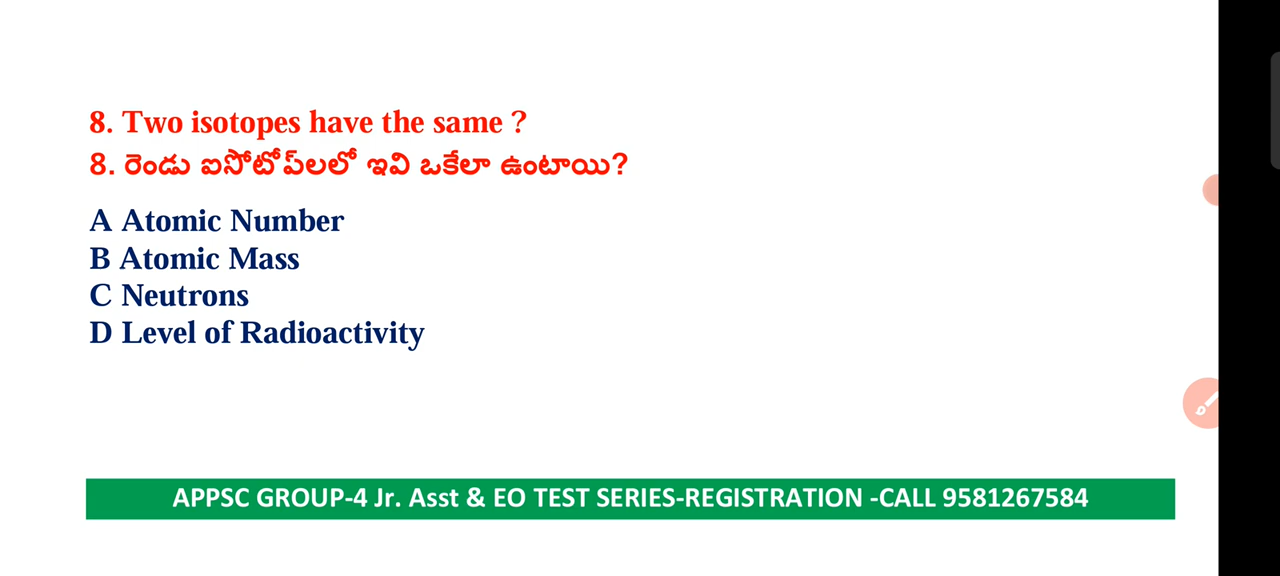 8. Two isotopes have the same ?
8. రెండు ఐసోటోప్‌లలో ఇవి ఒకేలా ఉంటాయి?
A Atomic Number
B Atomic Mass
C Neutrons
D Level of Radioactivity
APPSC GROUP-4 Jr. Asst & EO TEST SERIES-REGISTRATION -CALL 9581267584